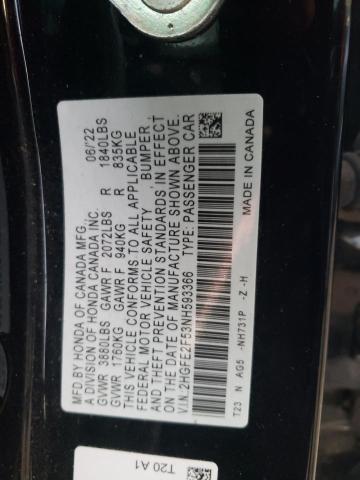 MFD BY HONDA OF CANADA MFG., 06/22
A DIVISION OF HONDA CANADA INC.
GVWR 3880LBS GAWR F 2072LBS R 1840LBS
GVWR 1760KG GAWR F 940KG R 835KG
THIS VEHICLE CONFORMS TO ALL APPLICABLE
FEDERAL MOTOR VEHICLE SAFETY, BUMPER,
AND THEFT PREVENTION STANDARDS IN EFFECT
ON THE DATE OF MANUFACTURE SHOWN ABOVE.
V.I.N.:2HGFE2F53NH593366 TYPE:PASSENGER CAR
T23 N AG5 -NH731P -Z -H MADE IN CANADA
T20 A1